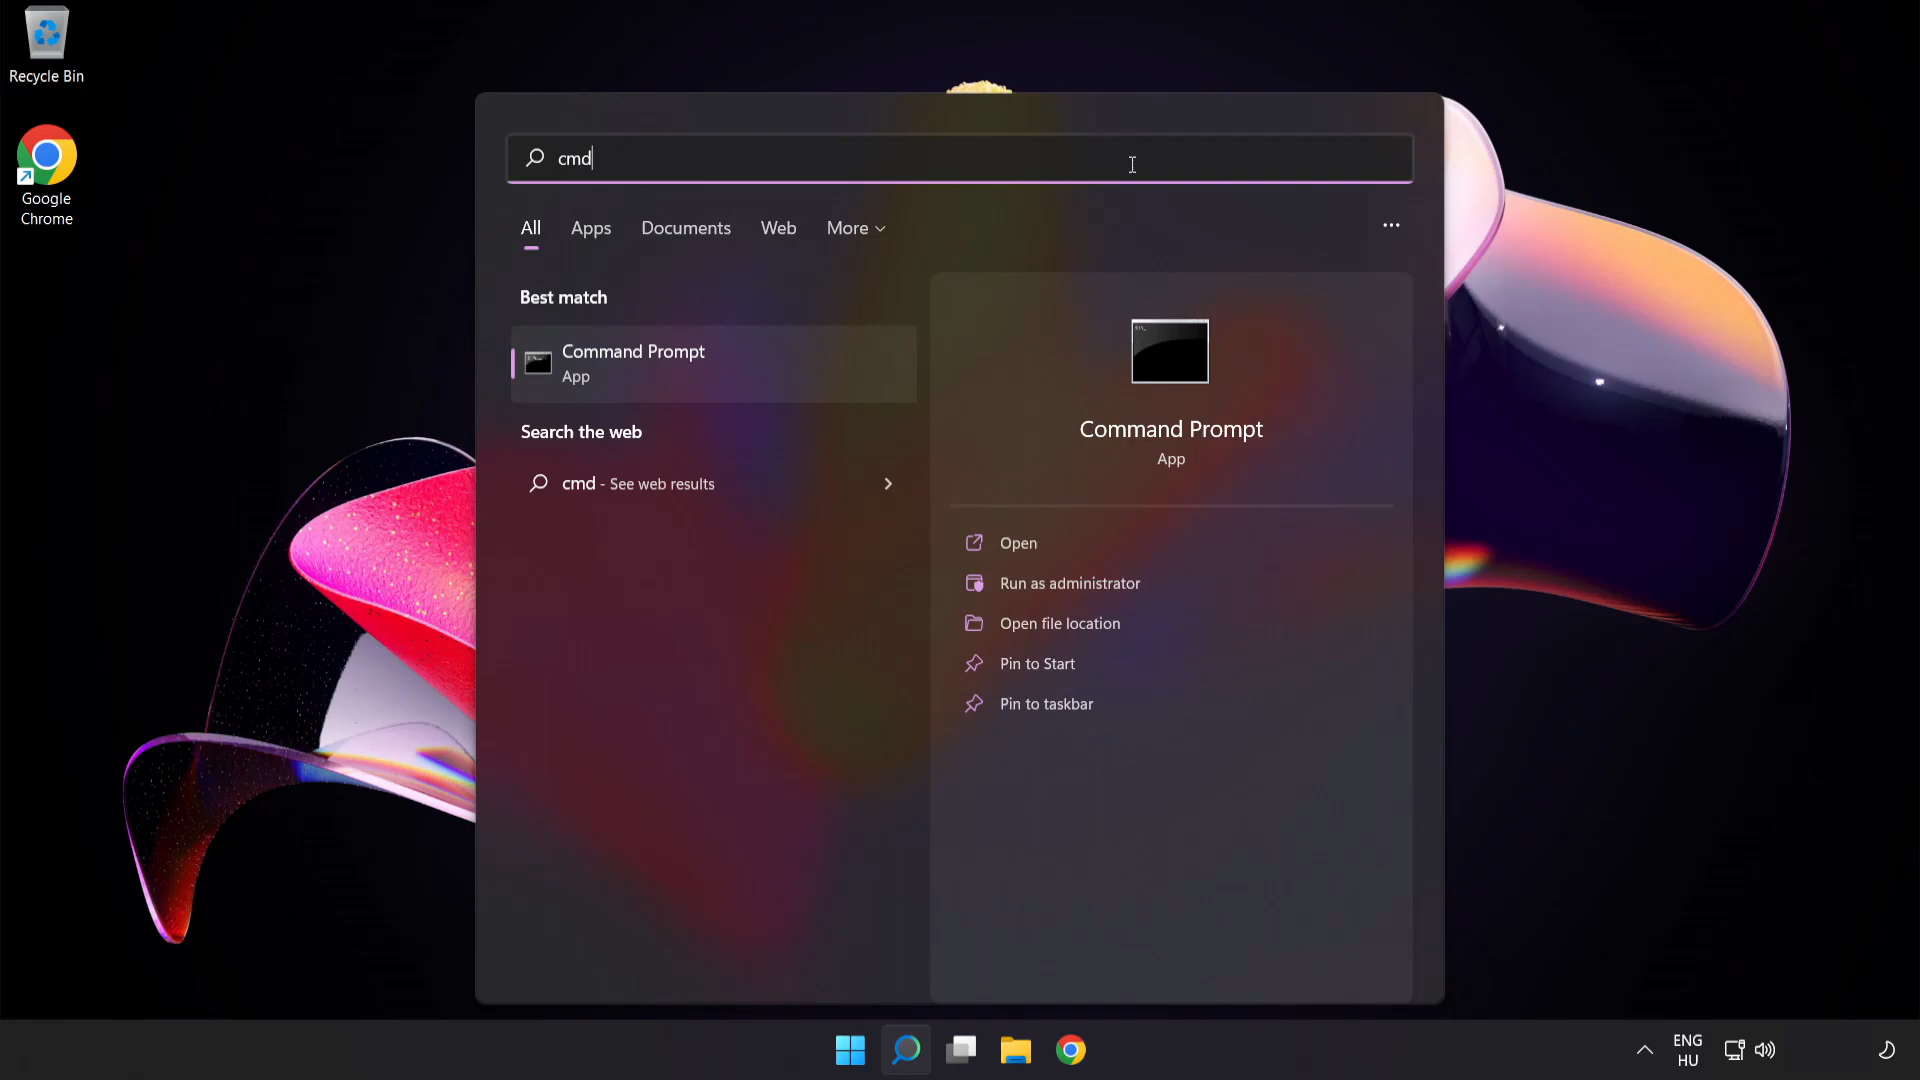 Recycle Bin
Google
Chrome
cmd
All Apps Documents Web More
Best match
Command Prompt
App
Search the web
cmd - See web results
Command Prompt
App
Open
Run as administrator
Open file location
Pin to Start
Pin to taskbar
ENG
HU